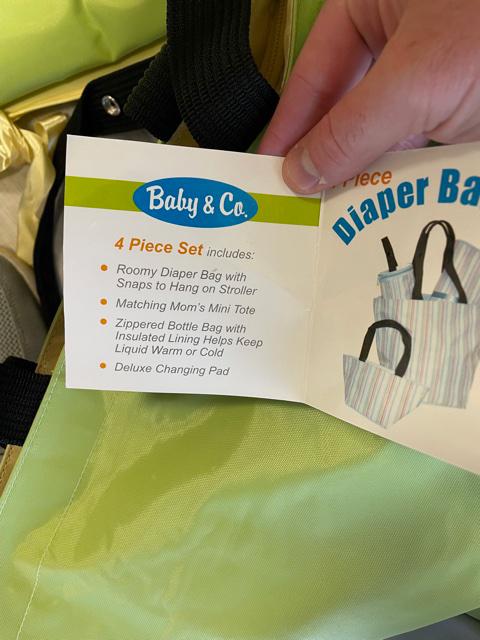 Baby & Co.
4 Piece Set includes:
• Roomy Diaper Bag with
Snaps to Hang on Stroller
• Matching Mom's Mini Tote
• Zippered Bottle Bag with
Insulated Lining Helps Keep
Liquid Warm or Cold
• Deluxe Changing Pad
Piece
Diaper Ba